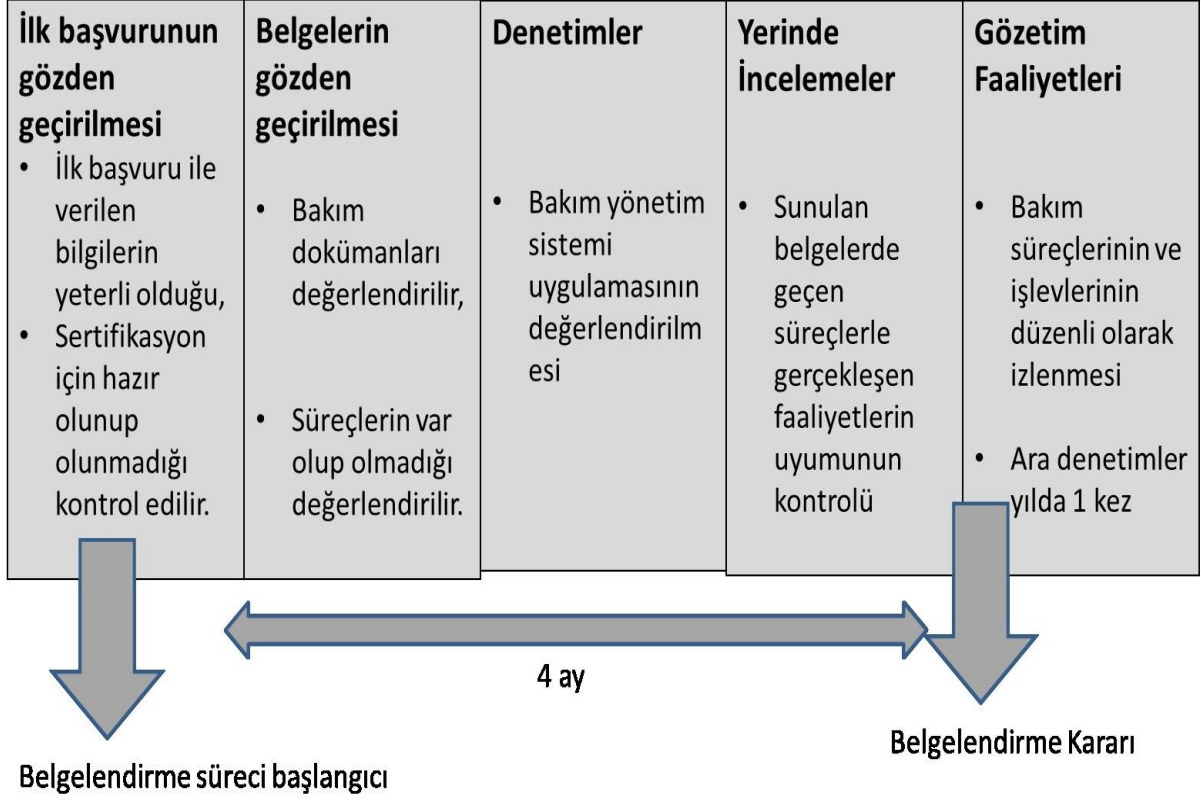 İlk başvurunun
gözden
geçirilmesi
• İlk başvuru ile
verilen
bilgilerin
yeterli olduğu,
• Sertifikasyon
için hazır
olunup
olunmadığı
kontrol edilir.
Belgelerin
gözden
geçirilmesi
• Bakım
dokümanları
değerlendirilir,
• Süreçlerin var
olup olmadığı
değerlendirilir.
Denetimler
• Bakım yönetim
sistemi
uygulamasının
değerlendirilm
esi
Yerinde
İncelemeler
• Sunulan
belgelerde
geçen
süreçlerle
gerçekleşen
faaliyetlerin
uyumunun
kontrolü
Gözetim
Faaliyetleri
• Bakım
süreçlerinin ve
işlevlerinin
düzenli olarak
izlenmesi
• Ara denetimler
yılda 1 kez
4 ay
Belgelendirme Kararı
Belgelendirme süreci başlangıcı